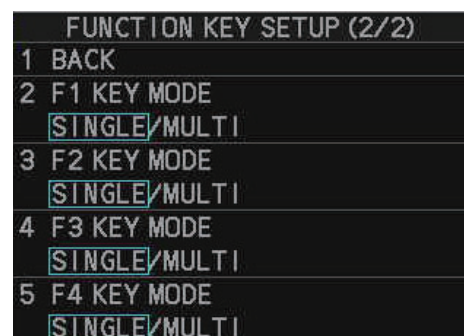 FUNCTION KEY SETUP (2/2)
1 BACK
2 F1 KEY MODE
SINGLE/MULTI
3 F2 KEY MODE
SINGLE/MULTI
4 F3 KEY MODE
SINGLE/MULTI
5 F4 KEY MODE
SINGLE/MULTI